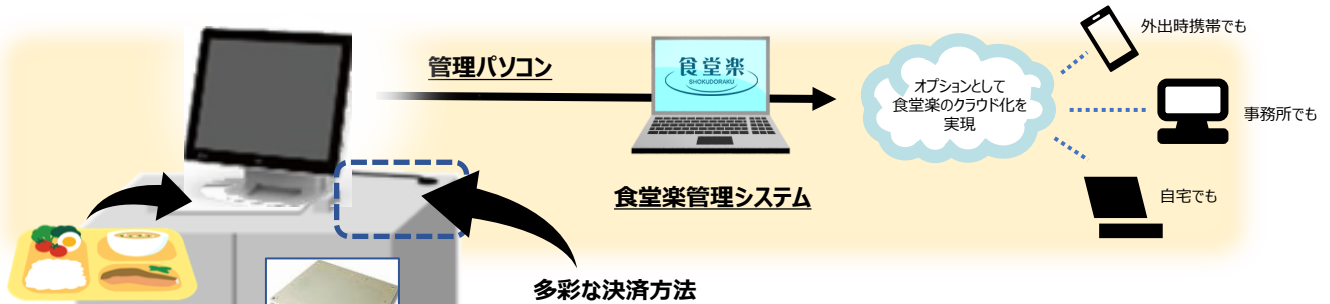 管理パソコン
食堂楽
SHOKUDORAKU
食堂楽管理システム
オプションとして
食堂楽のクラウド化を
実現
外出時携帯でも
事務所でも
自宅でも
多彩な決済方法